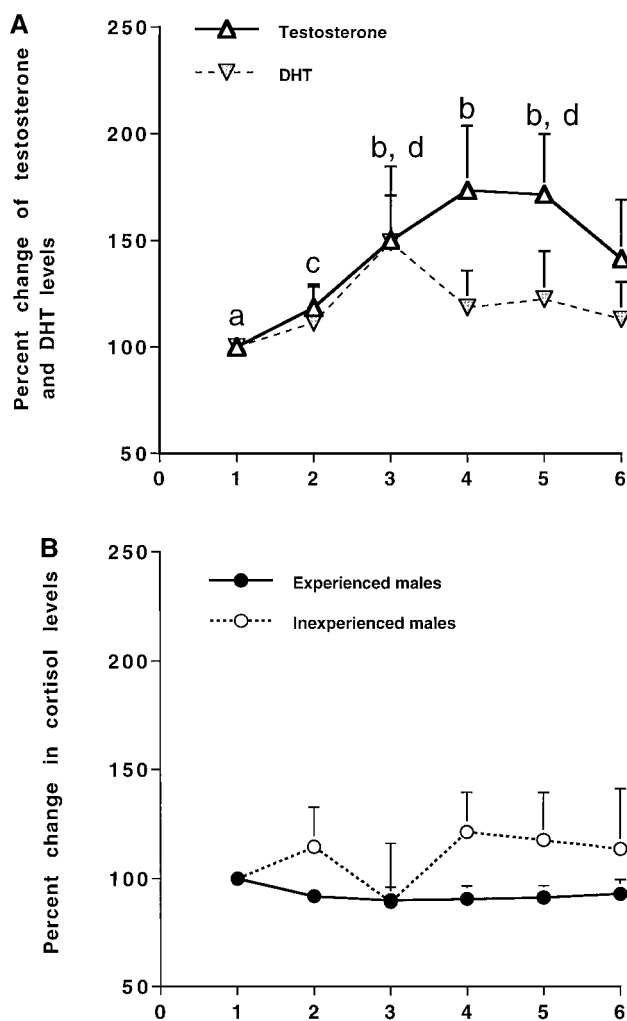 A
Percent change of testosterone
and DHT levels
250
200
150
100
50
Testosterone
DHT
a
c
b, d
b
b, d
0 1 2 3 4 5 6
B
Percent change in cortisol levels
250
200
150
100
50
Experienced males
Inexperienced males
0 1 2 3 4 5 6